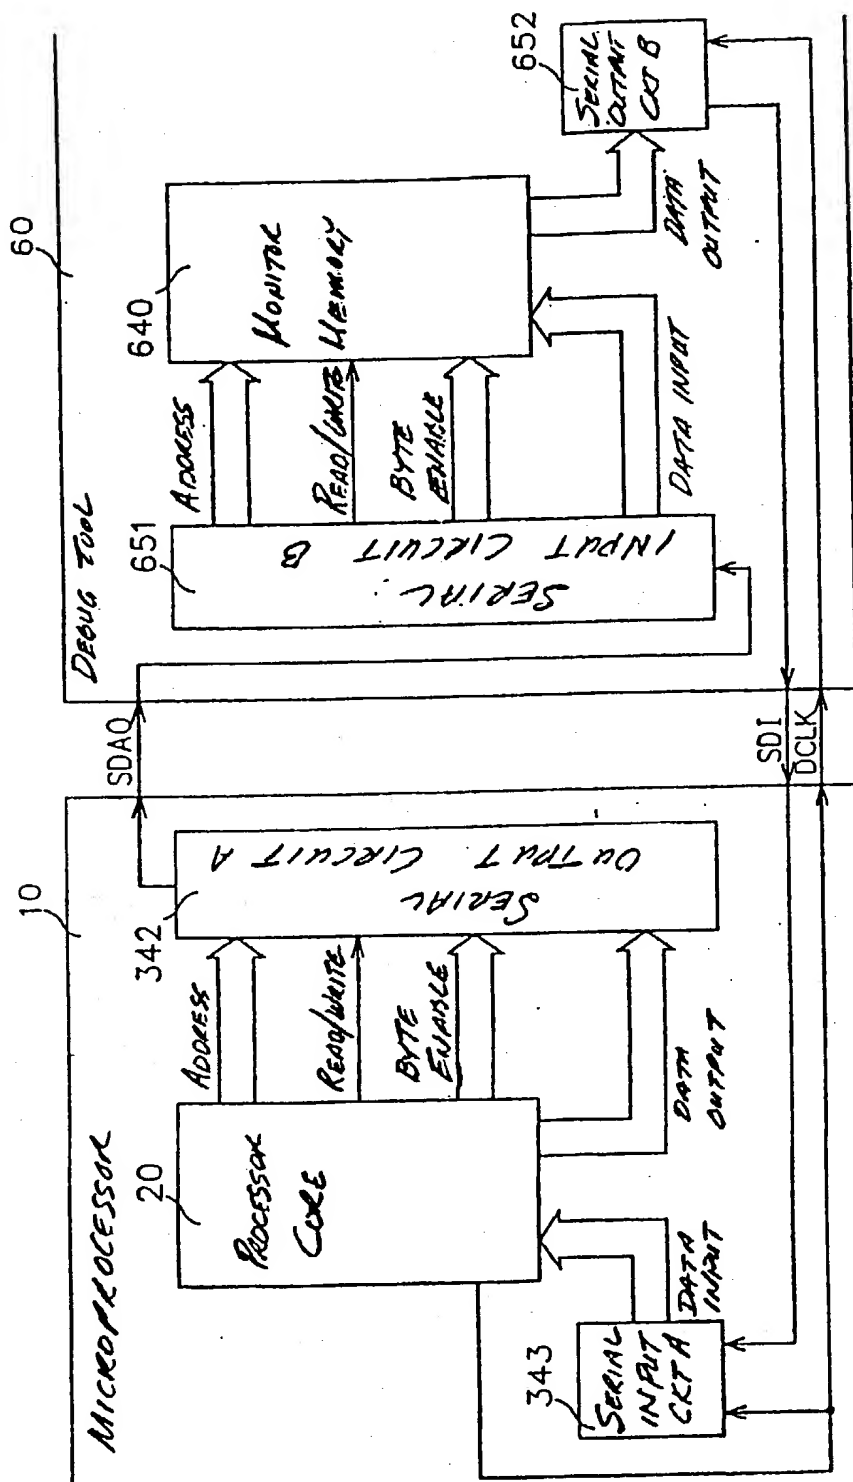 MICROPROCESSOR
10
20
PROCESSOR
CORE
ADDRESS
READ/WRITE
BYTE
ENABLE
DATA
OUTPUT
DATA
INPUT
343
SERIAL
INPUT
CKT A
342
SERIAL
OUTPUT CIRCUIT A
SDAO
SDI
DCLK
DEBUG TOOL
60
651
SERIAL
INPUT CIRCUIT B
ADDRESS
READ/WRITE
BYTE
ENABLE
DATA INPUT
640
MONITOR
MEMORY
DATA
OUTPUT
652
SERIAL
OUTPUT
CKT B